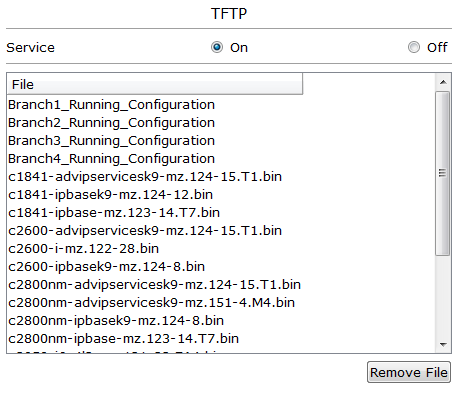 TFTP
Service On Off
File
Branch1_Running_Configuration
Branch2_Running_Configuration
Branch3_Running_Configuration
Branch4_Running_Configuration
c1841-advipservicesk9-mz.124-15.T1.bin
c1841-ipbasek9-mz.124-12.bin
c1841-ipbase-mz.123-14.T7.bin
c2600-advipservicesk9-mz.124-15.T1.bin
c2600-i-mz.122-28.bin
c2600-ipbasek9-mz.124-8.bin
c2800nm-advipservicesk9-mz.124-15.T1.bin
c2800nm-advipservicesk9-mz.151-4.M4.bin
c2800nm-ipbasek9-mz.124-8.bin
c2800nm-ipbase-mz.123-14.T7.bin
Remove File